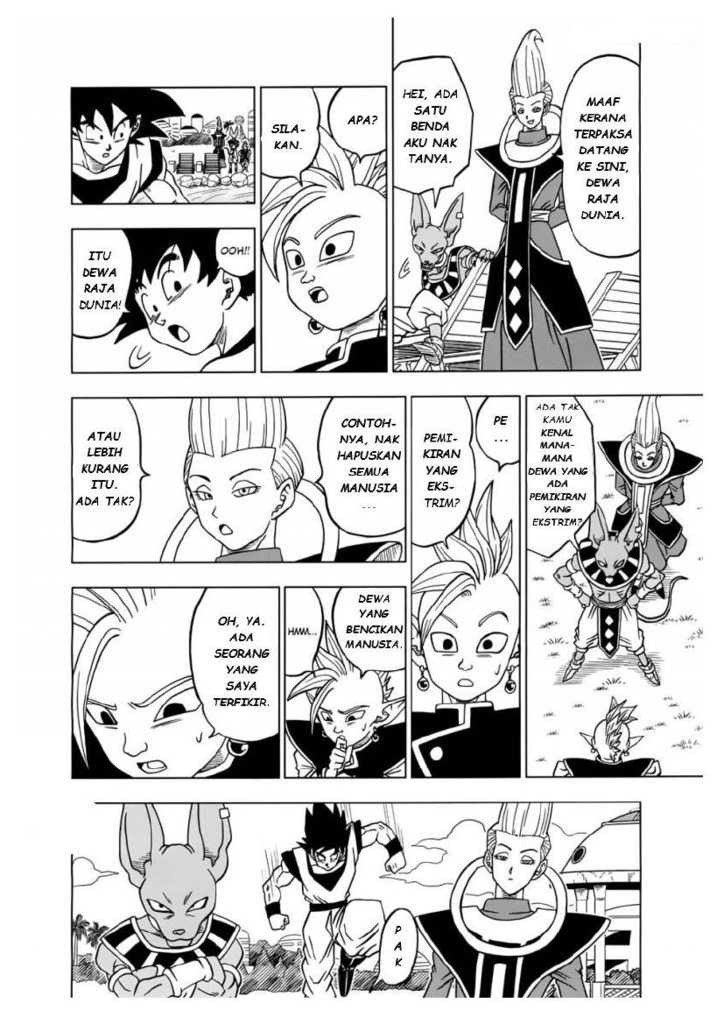 MAAF
KERANA
TERPAKSA
DATANG
KE SINI,
DEWA
RAJA
DUNIA.
HEI, ADA
SATU
BENDA
AKU NAK
TANYA.
APA?
SILA-
KAN.
OOH!!
ITU
DEWA
RAJA
DUNIA!
ADA TAK
KAMU
KENAL
MANA-
MANA
DEWA YANG
ADA
PEMIKIRAN
YANG
EKSTRIM?
PE
...
PEMI-
KIRAN
YANG
EKS-
TRIM?
CONTOH-
NYA, NAK
HAPUSKAN
SEMUA
MANUSIA
...
ATAU
LEBIH
KURANG
ITU.
ADA TAK?
DEWA
YANG
BENCIKAN
MANUSIA.
HMM...
OH, YA.
ADA
SEORANG
YANG
SAYA
TERFIKIR.
PAK